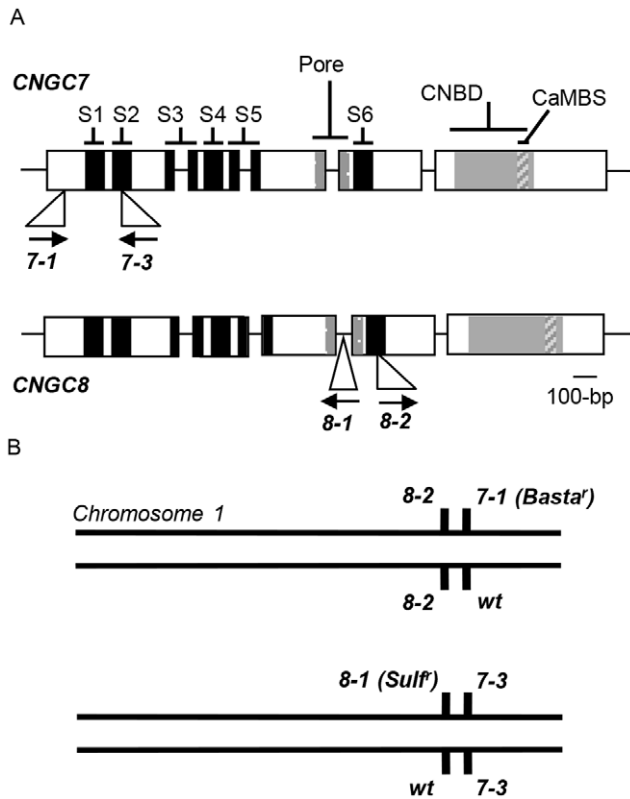 A
Pore
CNGC7
CNBD
CaMBS
S1 S2 S3 S4 S5 S6
7-1 7-3
CNGC8
8-1 8-2
100-bp
B
8-2 7-1 (Bastaʳ)
Chromosome 1
8-2 wt
8-1 (Sulfʳ) 7-3
wt 7-3